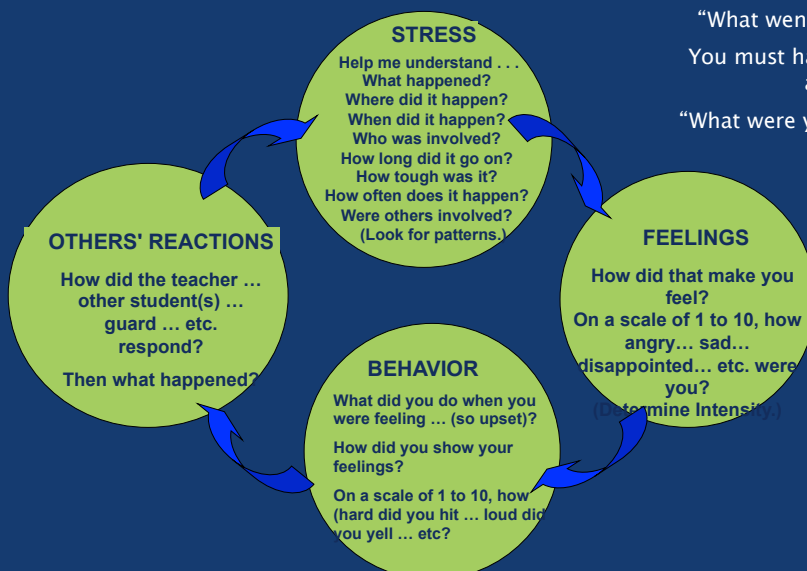 “What wen
You must ha
a
“What were y
STRESS
Help me understand . . .
What happened?
Where did it happen?
When did it happen?
Who was involved?
How long did it go on?
How tough was it?
How often does it happen?
Were others involved?
(Look for patterns.)
FEELINGS
How did that make you
feel?
On a scale of 1 to 10, how
angry… sad…
disappointed… etc. were
you?
(Determine Intensity.)
BEHAVIOR
What did you do when you
were feeling … (so upset)?
How did you show your
feelings?
On a scale of 1 to 10, how
(hard did you hit … loud did
you yell … etc?
OTHERS' REACTIONS
How did the teacher …
other student(s) …
guard … etc.
respond?
Then what happened?